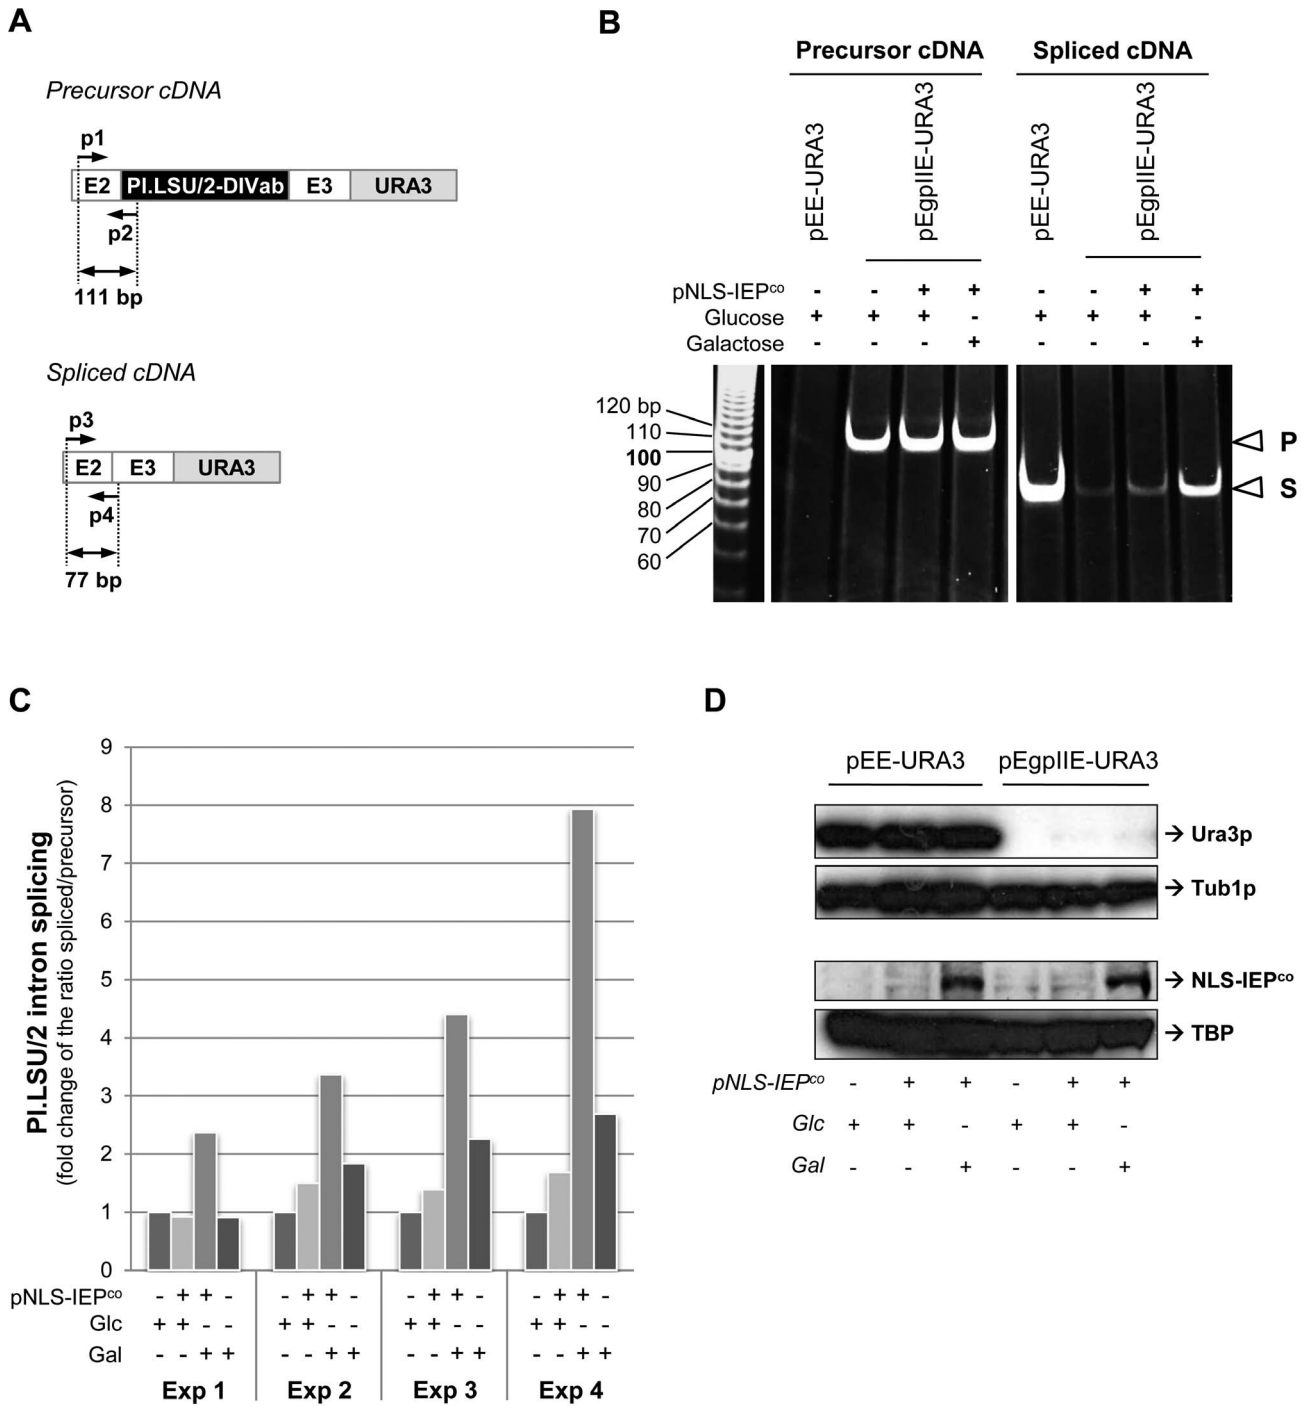 A
Precursor cDNA
p1
E2 PI.LSU/2-DIVab E3 URA3
p2
111 bp
Spliced cDNA
p3
E2 E3 URA3
p4
77 bp
B
Precursor cDNA Spliced cDNA
pEE-URA3 pEgpIIE-URA3 pEE-URA3 pEgpIIE-URA3
pNLS-IEPco - - + + - - + +
Glucose + + + - + + + -
Galactose - - - + - - - +
120 bp
110
100
90
80
70
60
P
S
C
PI.LSU/2 intron splicing
(fold change of the ratio spliced/precursor)
9
8
7
6
5
4
3
2
1
0
pNLS-IEPco - + + - - + + - - + + - - + + -
Glc + + - - + + - - + + - - + + - -
Gal - - + + - - + + - - + + - - + +
Exp 1 Exp 2 Exp 3 Exp 4
D
pEE-URA3 pEgpIIE-URA3
→ Ura3p
→ Tub1p
→ NLS-IEPco
→ TBP
pNLS-IEPco - + + - + +
Glc + + - + + -
Gal - - + - - +